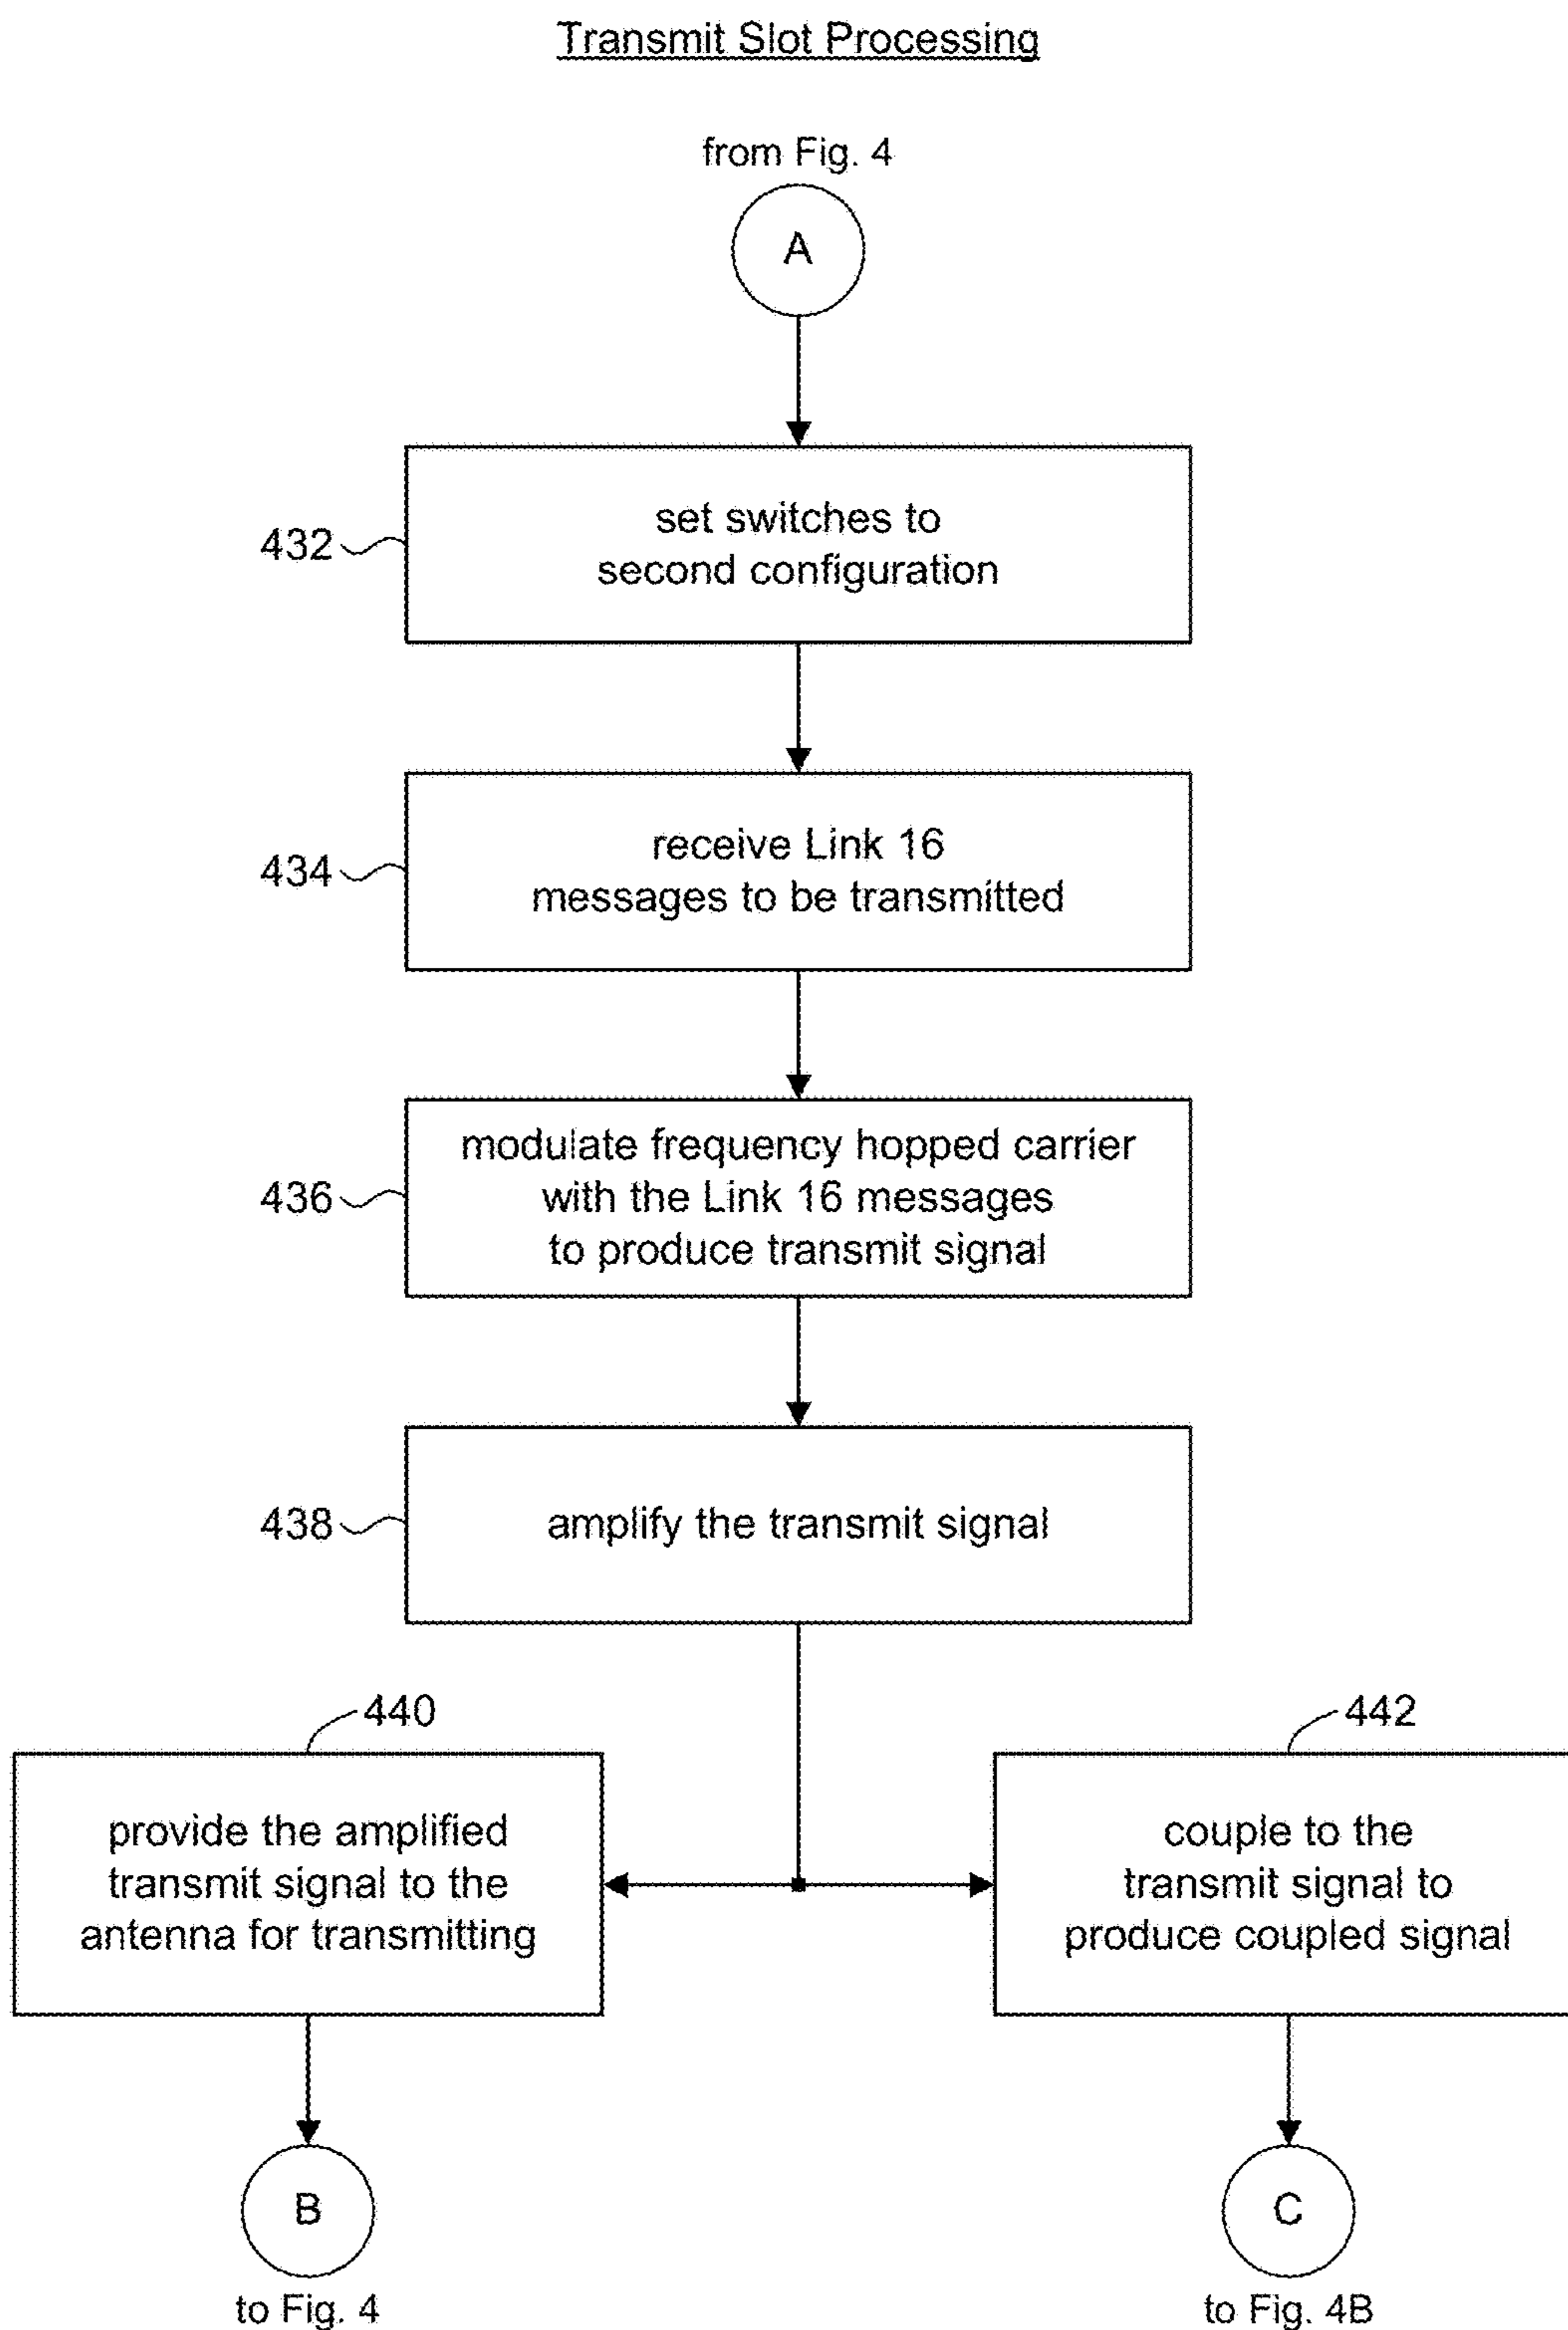 Transmit Slot Processing
from Fig. 4
A
432
set switches to
second configuration
434
receive Link 16
messages to be transmitted
436
modulate frequency hopped carrier
with the Link 16 messages
to produce transmit signal
438
amplify the transmit signal
440
provide the amplified
transmit signal to the
antenna for transmitting
442
couple to the
transmit signal to
produce coupled signal
B
to Fig. 4
C
to Fig. 4B